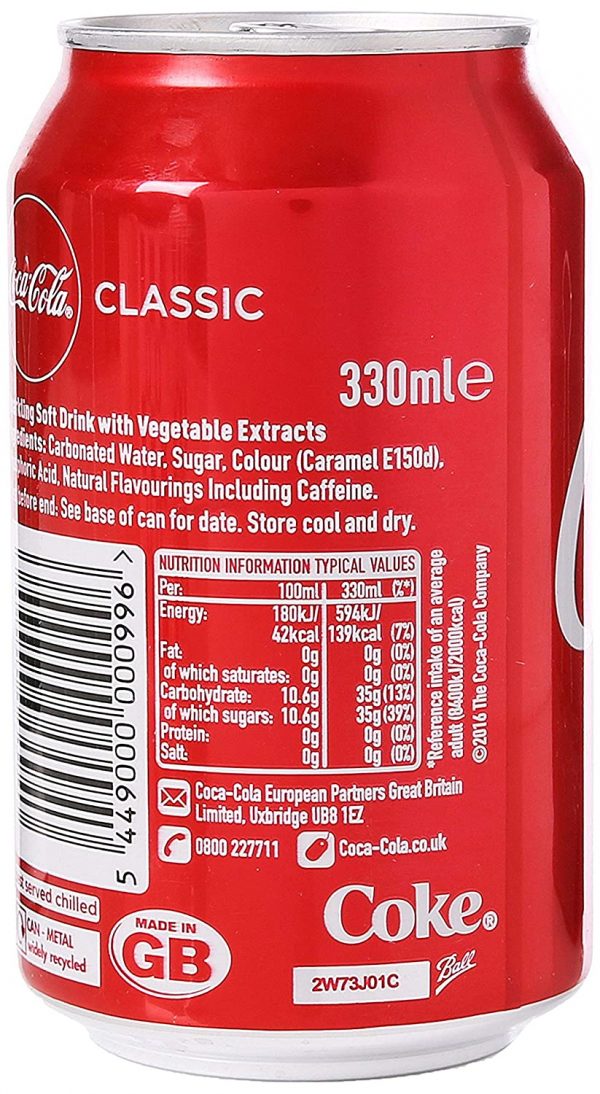 Coca-Cola® CLASSIC
330ml℮
Soft Drink with Vegetable Extracts
Carbonated Water, Sugar, Colour (Caramel E150d),
Acid, Natural Flavourings Including Caffeine.
before end: See base of can for date. Store cool and dry.
NUTRITION INFORMATION TYPICAL VALUES
Per: 100ml 330ml (%*)
Energy: 180kJ/ 594kJ/
42kcal 139kcal (7%)
Fat: 0g 0g (0%)
of which saturates: 0g 0g (0%)
Carbohydrate: 10.6g 35g (13%)
of which sugars: 10.6g 35g (39%)
Protein: 0g 0g (0%)
Salt: 0g 0g (0%)
*Reference intake of an average
adult (8400kJ/2000kcal)
©2016 The Coca-Cola Company
5 449000 000996 >
Coca-Cola European Partners Great Britain
Limited, Uxbridge UB8 1EZ
0800 227711 Coca-Cola.co.uk
served chilled
CAN - METAL
widely recycled
MADE IN
GB
Coke®
2W73J01C
Ball